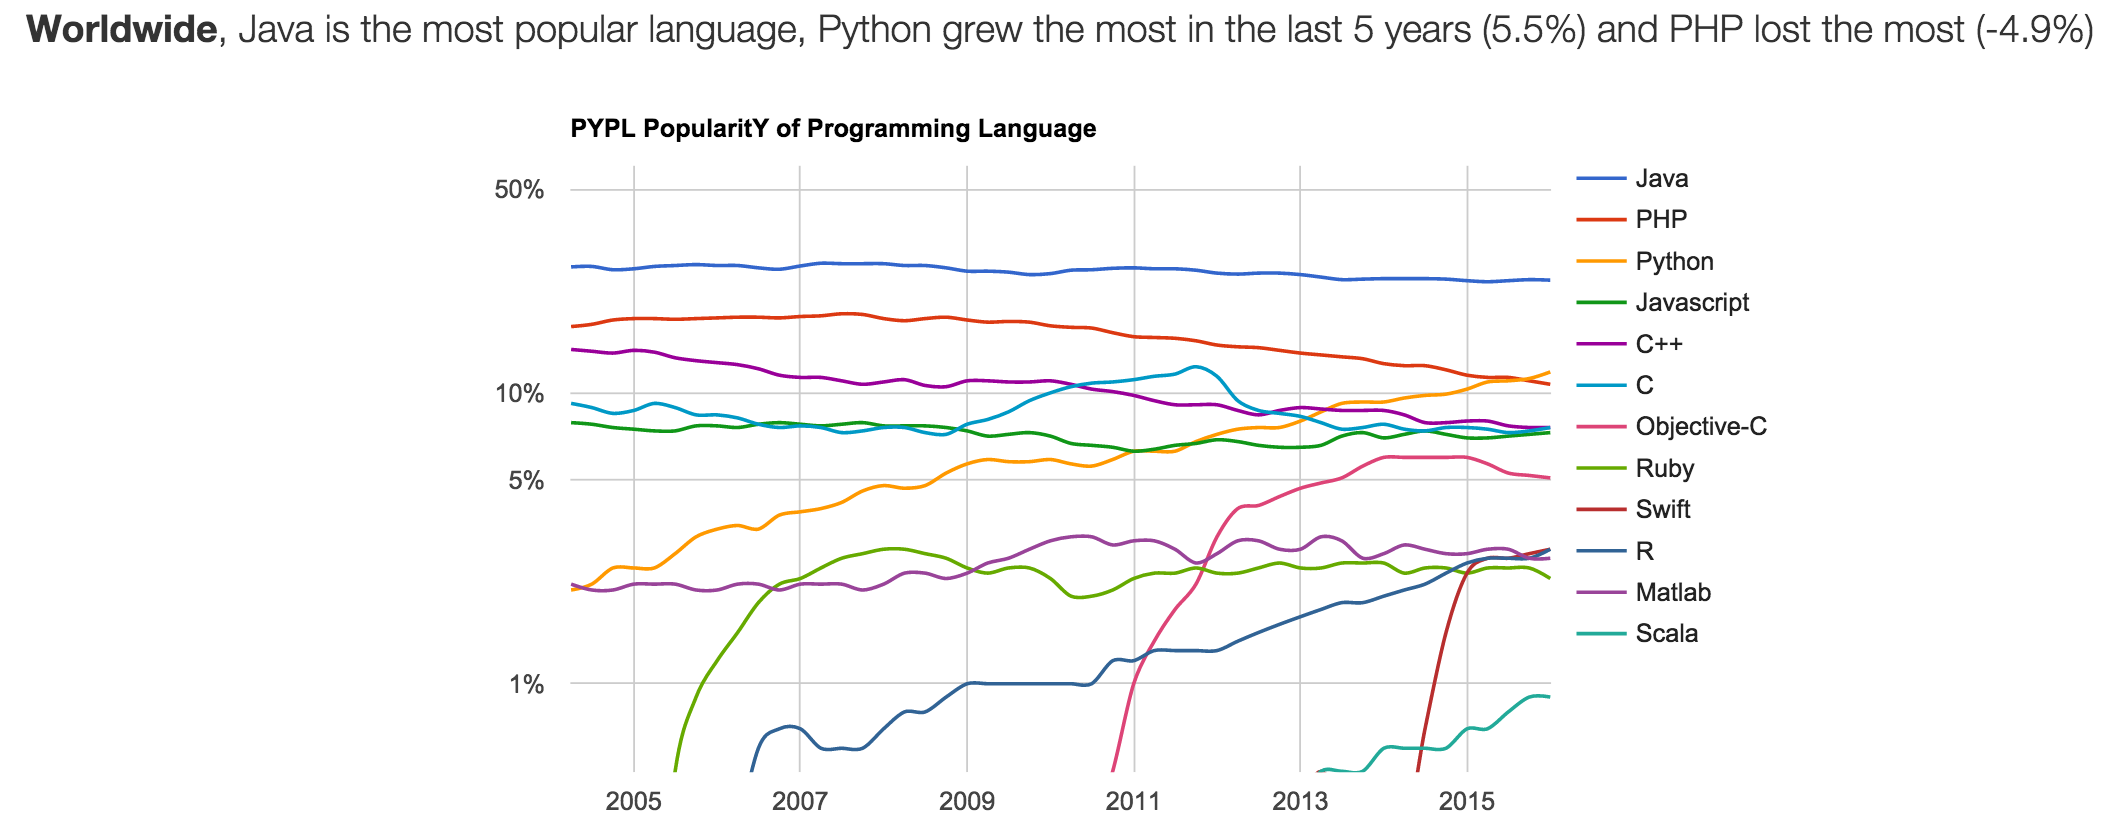 Worldwide, Java is the most popular language, Python grew the most in the last 5 years (5.5%) and PHP lost the most (-4.9%)
PYPL PopularitY of Programming Language
50%
10%
5%
1%
2005
2007
2009
2011
2013
2015
Java
PHP
Python
Javascript
C++
C
Objective-C
Ruby
Swift
R
Matlab
Scala